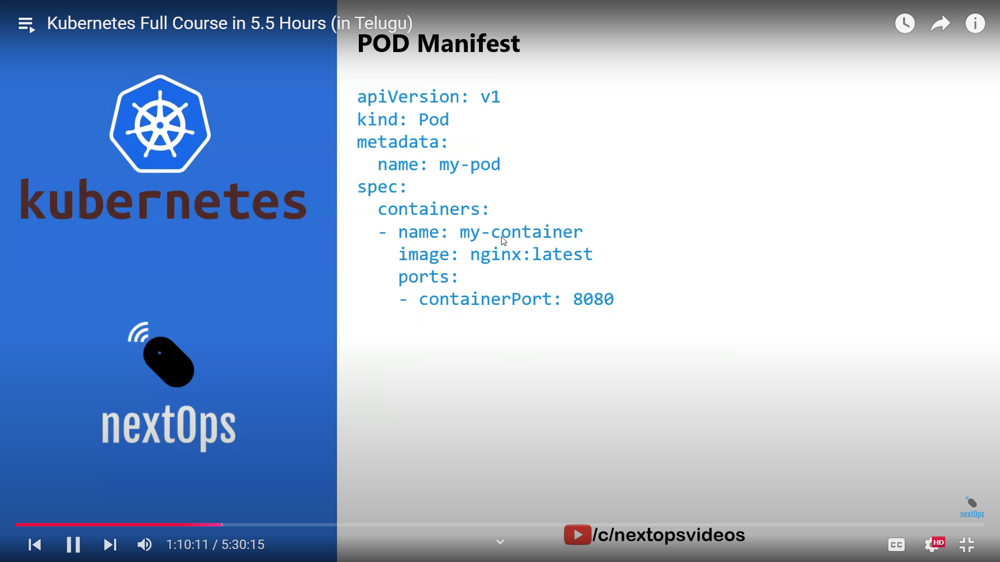 Kubernetes Full Course in 5.5 Hours (in Telugu)
POD Manifest
kubernetes
nextOps
apiVersion: v1
kind: Pod
metadata:
  name: my-pod
spec:
  containers:
  - name: my-container
    image: nginx:latest
    ports:
    - containerPort: 8080
nextOps
/c/nextopsvideos
1:10:11 / 5:30:15
CC
HD